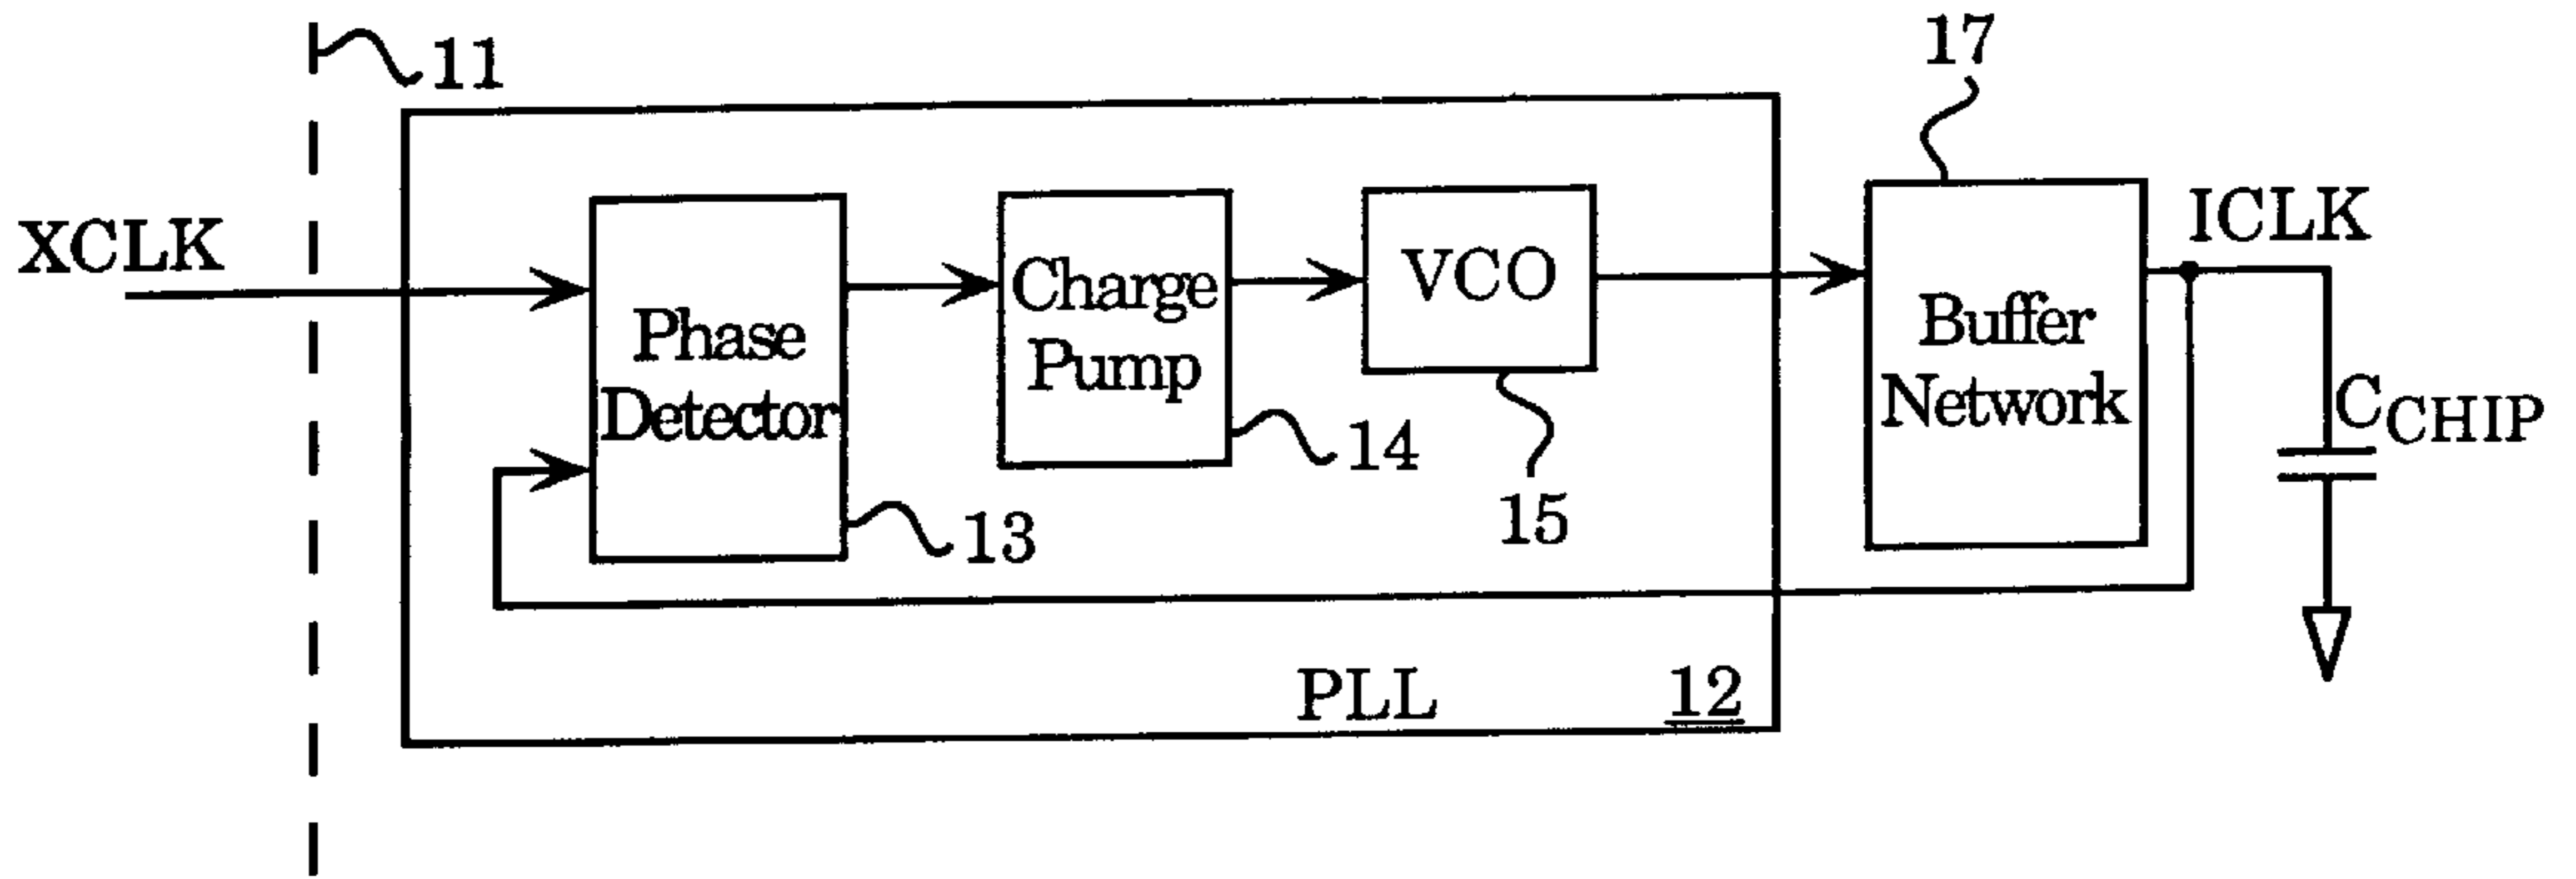 11
17
XCLK
Phase
Detector
13
Charge
Pump
14
VCO
15
Buffer
Network
ICLK
CCHIP
PLL
12